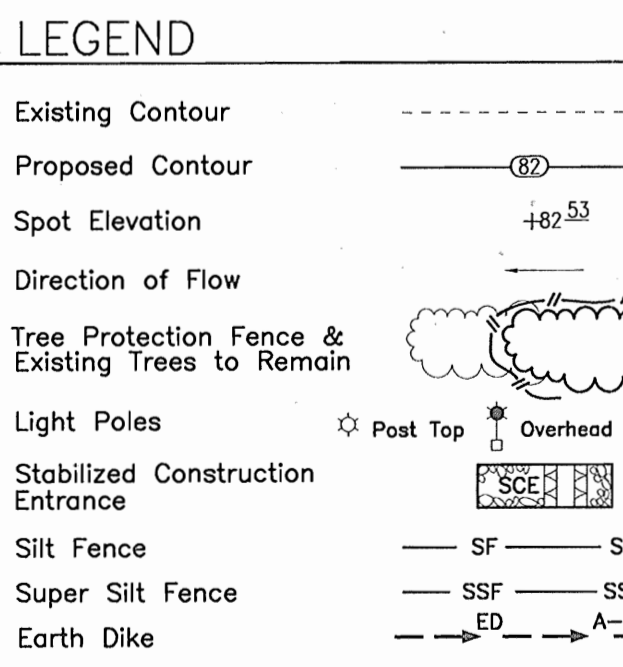 LEGEND
Existing Contour
Proposed Contour 82
Spot Elevation +82 53
Direction of Flow
Tree Protection Fence &
Existing Trees to Remain
Light Poles Post Top Overhead
Stabilized Construction
Entrance SCE
Silt Fence SF S
Super Silt Fence SSF SS
Earth Dike ED A-